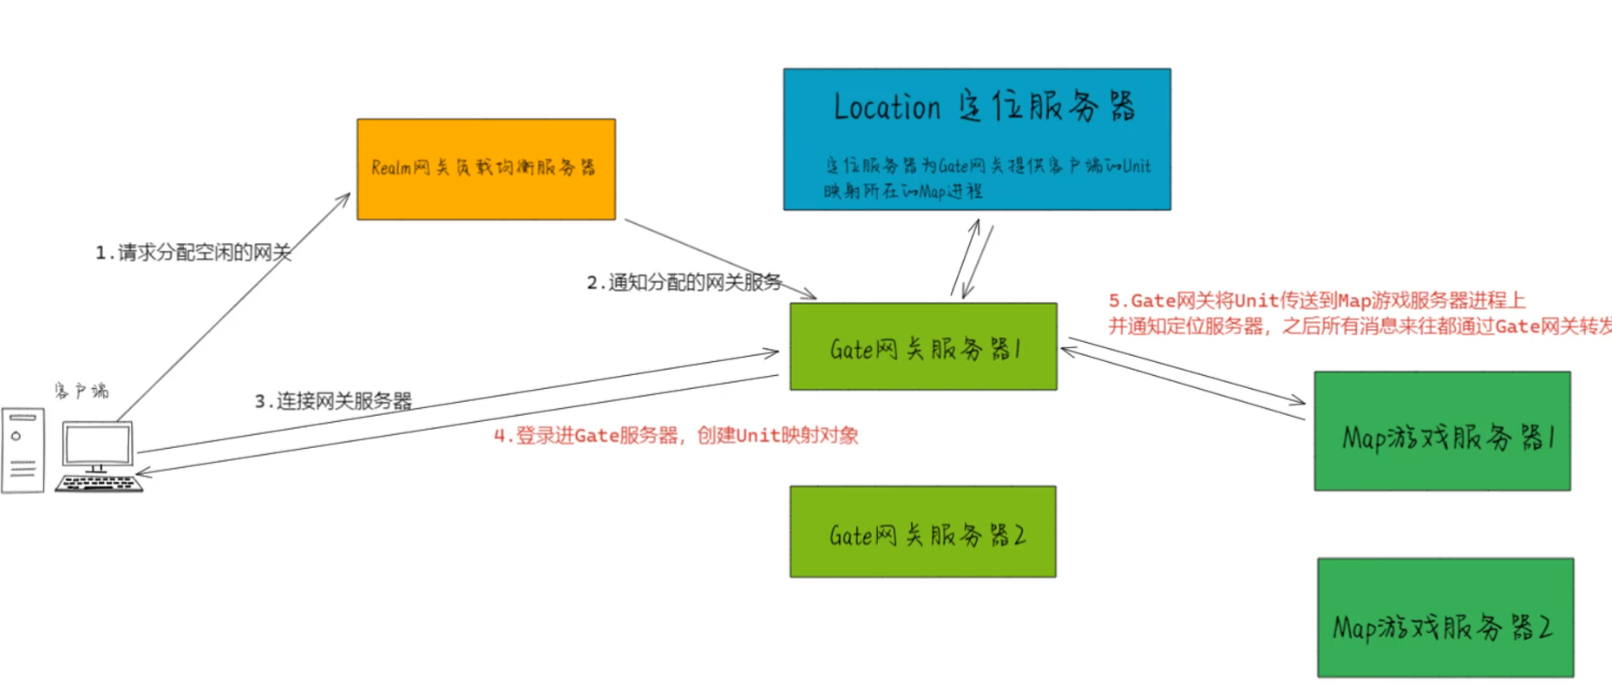 Location 定位服务器
定位服务器为Gate网关提供客户端的Unit
映射所在的Map进程
Realm网关负载均衡服务器
1.请求分配空闲的网关
2.通知分配的网关服务
5.Gate网关将Unit传送到Map游戏服务器进程上
并通知定位服务器，之后所有消息来往都通过Gate网关转发
Gate网关服务器1
客户端
3.连接网关服务器
4.登录进Gate服务器，创建Unit映射对象
Map游戏服务器1
Gate网关服务器2
Map游戏服务器2